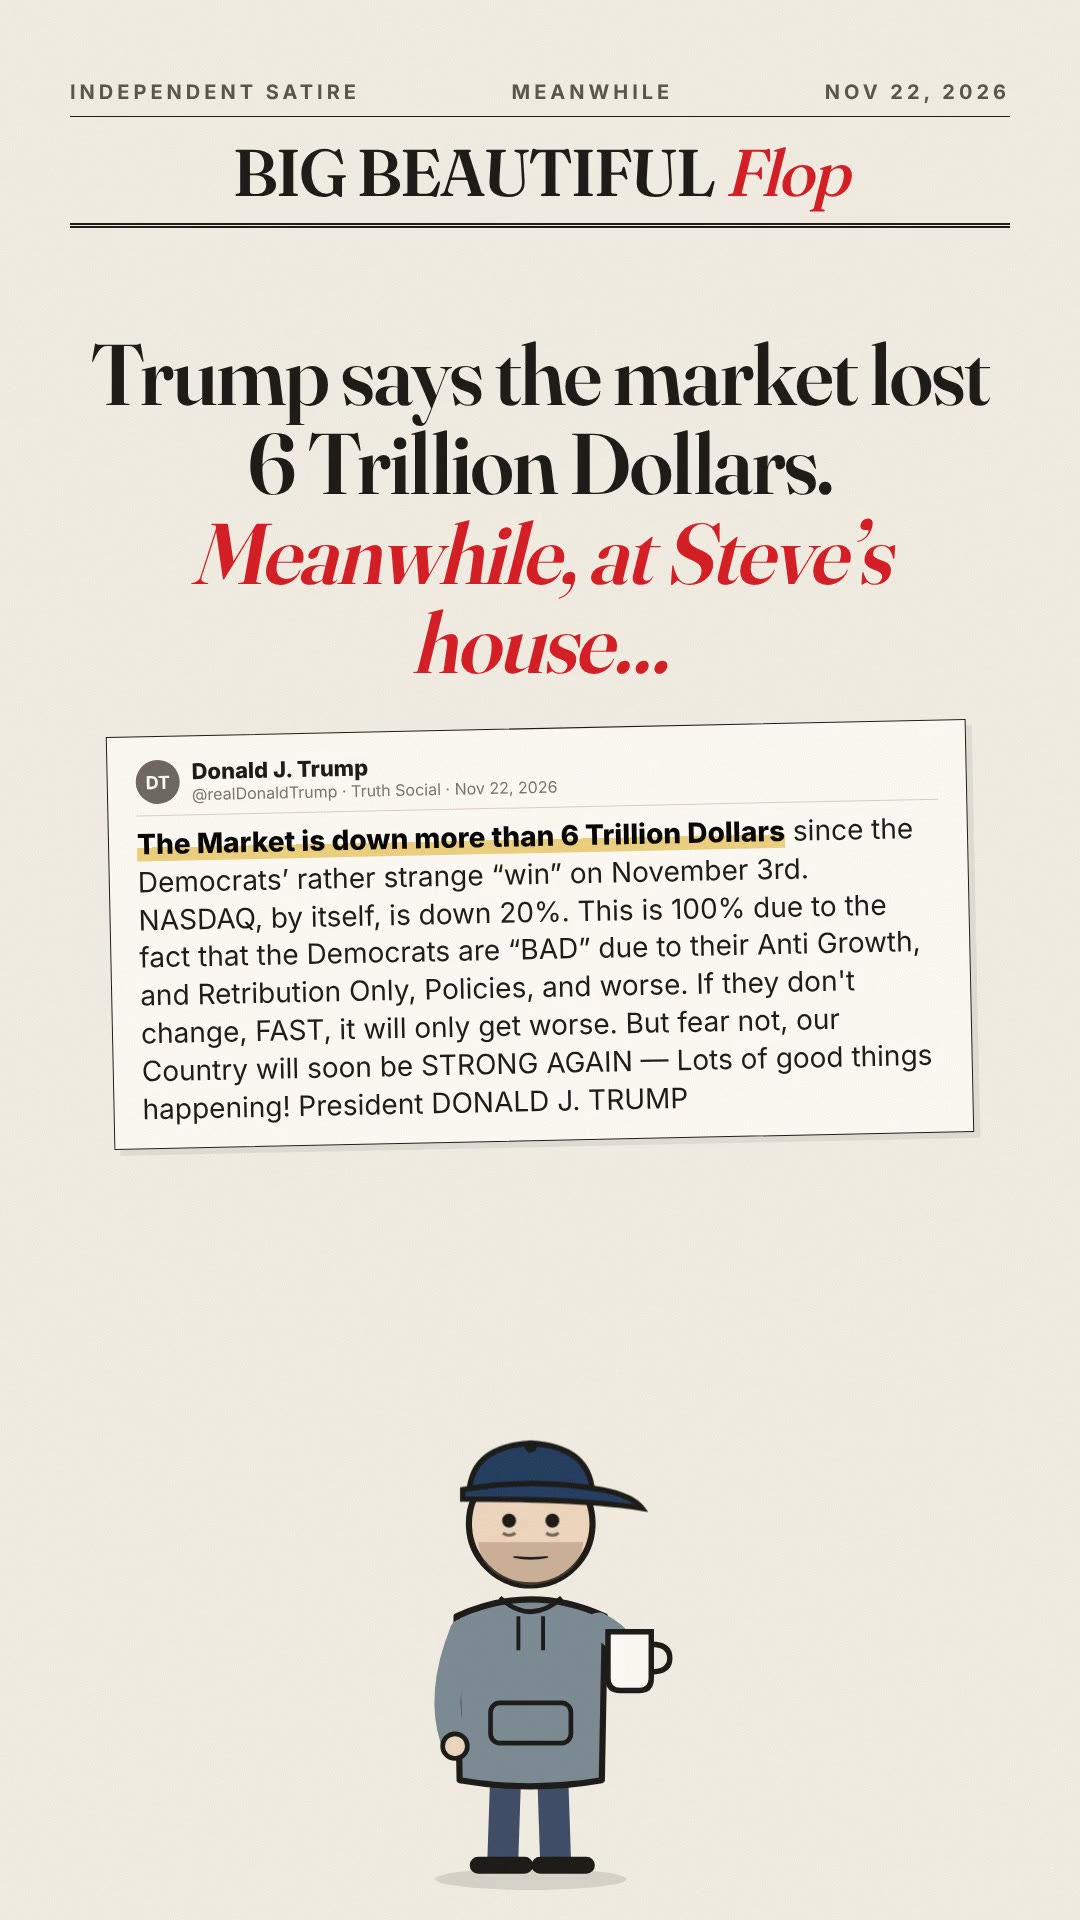 INDEPENDENT SATIRE MEANWHILE NOV 22, 2026
BIG BEAUTIFUL Flop
Trump says the market lost
6 Trillion Dollars.
Meanwhile, at Steve’s
house...
DT
Donald J. Trump
@realDonaldTrump · Truth Social · Nov 22, 2026
The Market is down more than 6 Trillion Dollars since the
Democrats’ rather strange “win” on November 3rd.
NASDAQ, by itself, is down 20%. This is 100% due to the
fact that the Democrats are “BAD” due to their Anti Growth,
and Retribution Only, Policies, and worse. If they don't
change, FAST, it will only get worse. But fear not, our
Country will soon be STRONG AGAIN — Lots of good things
happening! President DONALD J. TRUMP